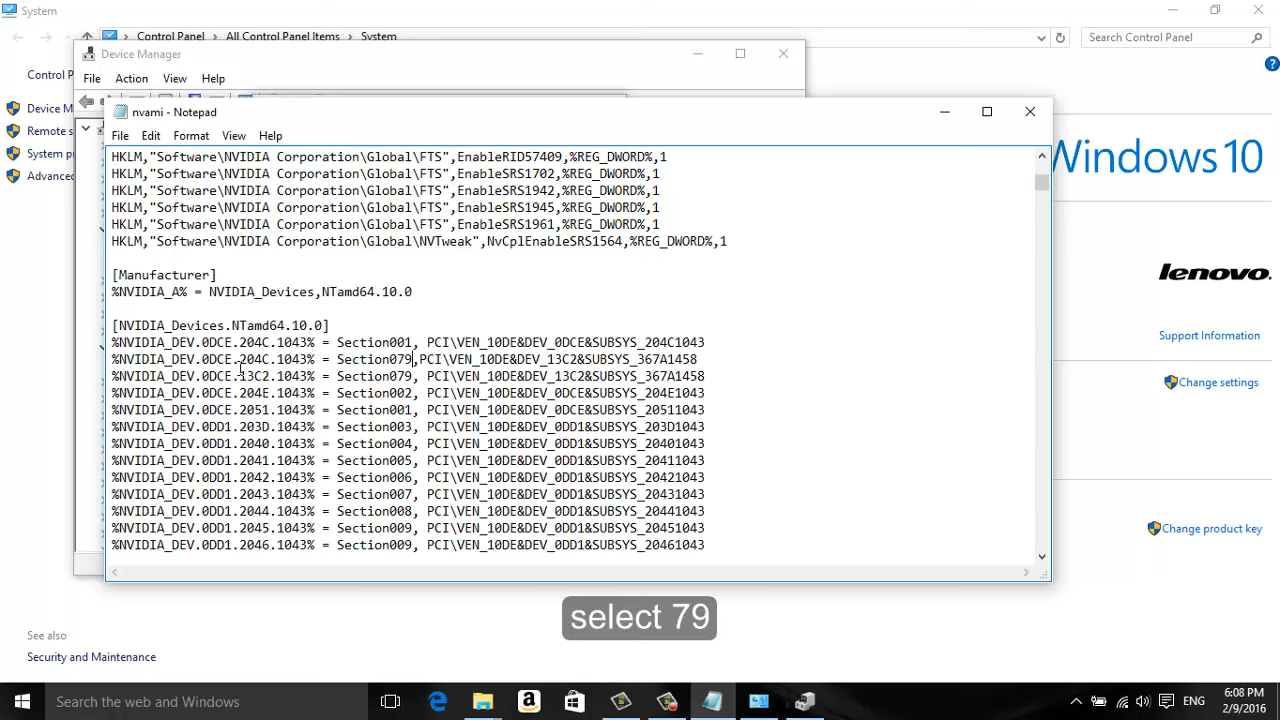 System
Control Panel
All Control Panel Items
System
Search Control Panel
Control P
Device M
Remote s
System pr
Advanced
Device Manager
File Action View Help
nvami - Notepad
File Edit Format View Help
HKLM,"Software\NVIDIA Corporation\Global\FTS",EnableRID57409,%REG_DWORD%,1
HKLM,"Software\NVIDIA Corporation\Global\FTS",EnableSRS1702,%REG_DWORD%,1
HKLM,"Software\NVIDIA Corporation\Global\FTS",EnableSRS1942,%REG_DWORD%,1
HKLM,"Software\NVIDIA Corporation\Global\FTS",EnableSRS1945,%REG_DWORD%,1
HKLM,"Software\NVIDIA Corporation\Global\FTS",EnableSRS1961,%REG_DWORD%,1
HKLM,"Software\NVIDIA Corporation\Global\NVTweak",NvCplEnableSRS1564,%REG_DWORD%,1
[Manufacturer]
%NVIDIA_A% = NVIDIA_Devices,NTamd64.10.0
[NVIDIA_Devices.NTamd64.10.0]
%NVIDIA_DEV.0DCE.204C.1043% = Section001, PCI\VEN_10DE&DEV_0DCE&SUBSYS_204C1043
%NVIDIA_DEV.0DCE.204C.1043% = Section079,PCI\VEN_10DE&DEV_13C2&SUBSYS_367A1458
%NVIDIA_DEV.0DCE.13C2.1043% = Section079, PCI\VEN_10DE&DEV_13C2&SUBSYS_367A1458
%NVIDIA_DEV.0DCE.204E.1043% = Section002, PCI\VEN_10DE&DEV_0DCE&SUBSYS_204E1043
%NVIDIA_DEV.0DCE.2051.1043% = Section001, PCI\VEN_10DE&DEV_0DCE&SUBSYS_20511043
%NVIDIA_DEV.0DD1.203D.1043% = Section003, PCI\VEN_10DE&DEV_0DD1&SUBSYS_203D1043
%NVIDIA_DEV.0DD1.2040.1043% = Section004, PCI\VEN_10DE&DEV_0DD1&SUBSYS_20401043
%NVIDIA_DEV.0DD1.2041.1043% = Section005, PCI\VEN_10DE&DEV_0DD1&SUBSYS_20411043
%NVIDIA_DEV.0DD1.2042.1043% = Section006, PCI\VEN_10DE&DEV_0DD1&SUBSYS_20421043
%NVIDIA_DEV.0DD1.2043.1043% = Section007, PCI\VEN_10DE&DEV_0DD1&SUBSYS_20431043
%NVIDIA_DEV.0DD1.2044.1043% = Section008, PCI\VEN_10DE&DEV_0DD1&SUBSYS_20441043
%NVIDIA_DEV.0DD1.2045.1043% = Section009, PCI\VEN_10DE&DEV_0DD1&SUBSYS_20451043
%NVIDIA_DEV.0DD1.2046.1043% = Section009, PCI\VEN_10DE&DEV_0DD1&SUBSYS_20461043
Windows 10
lenovo.
Support Information
Change settings
Change product key
select 79
See also
Security and Maintenance
Search the web and Windows
ENG
6:08 PM
2/9/2016